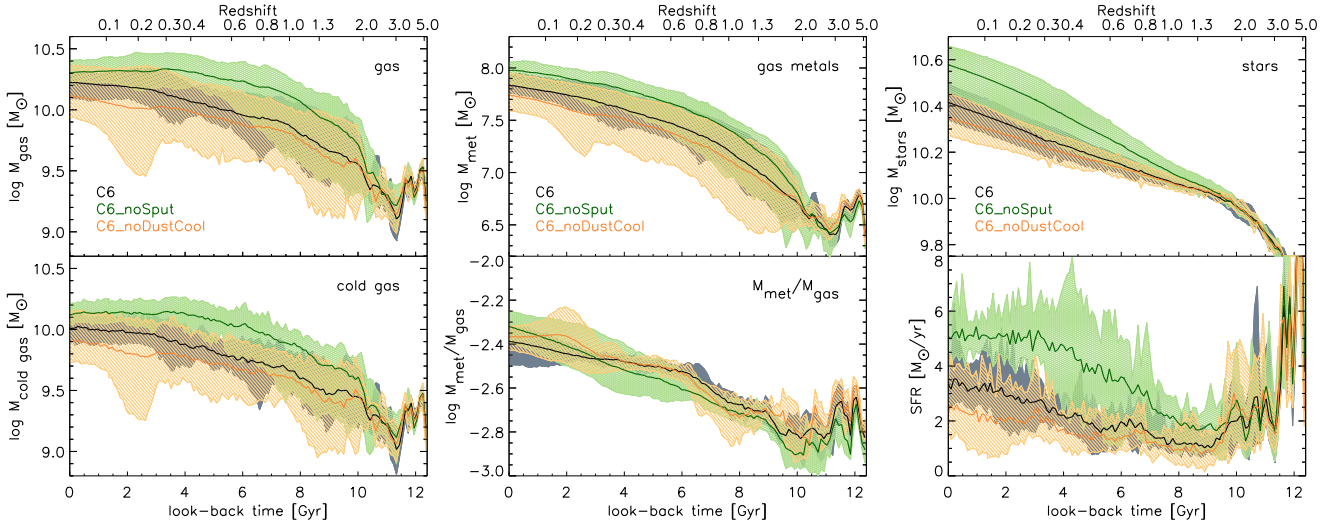 Redshift
0.1 0.2 0.30.4 0.6 0.8 1.0 1.3 2.0 3.0 5.0
10.5
10.0
9.5
9.0
log M_gas [M_⊙]
gas
C6
C6_noSput
C6_noDustCool
10.5
10.0
9.5
9.0
log M_cold gas [M_⊙]
cold gas
0 2 4 6 8 10 12
look-back time [Gyr]
Redshift
0.1 0.2 0.30.4 0.6 0.8 1.0 1.3 2.0 3.0 5.0
8.0
7.5
7.0
6.5
log M_met [M_⊙]
gas metals
C6
C6_noSput
C6_noDustCool
-2.0
-2.2
-2.4
-2.6
-2.8
-3.0
log M_met/M_gas
M_met/M_gas
0 2 4 6 8 10 12
look-back time [Gyr]
Redshift
0.1 0.2 0.30.4 0.6 0.8 1.0 1.3 2.0 3.0 5.0
10.6
10.4
10.2
10.0
9.8
log M_stars [M_⊙]
stars
C6
C6_noSput
C6_noDustCool
8
6
4
2
0
SFR [M_⊙/yr]
0 2 4 6 8 10 12
look-back time [Gyr]